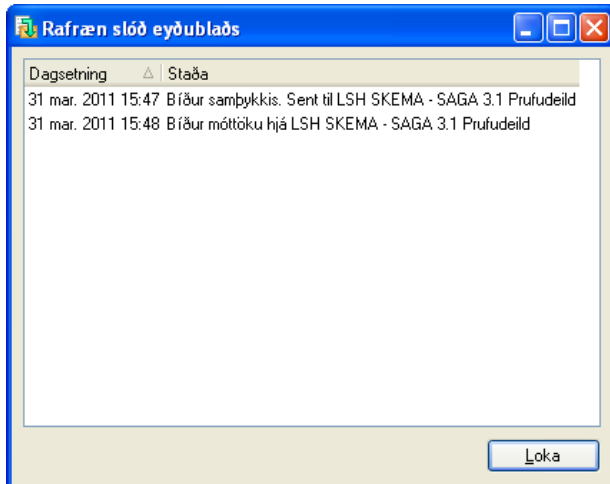 Rafræn slóð eyðublaðs
Dagsetning Staða
31 mar. 2011 15:47 Bíður samþykkis. Sent til LSH SKEMA - SAGA 3.1 Prufudeild
31 mar. 2011 15:48 Bíður móttöku hjá LSH SKEMA - SAGA 3.1 Prufudeild
Loka